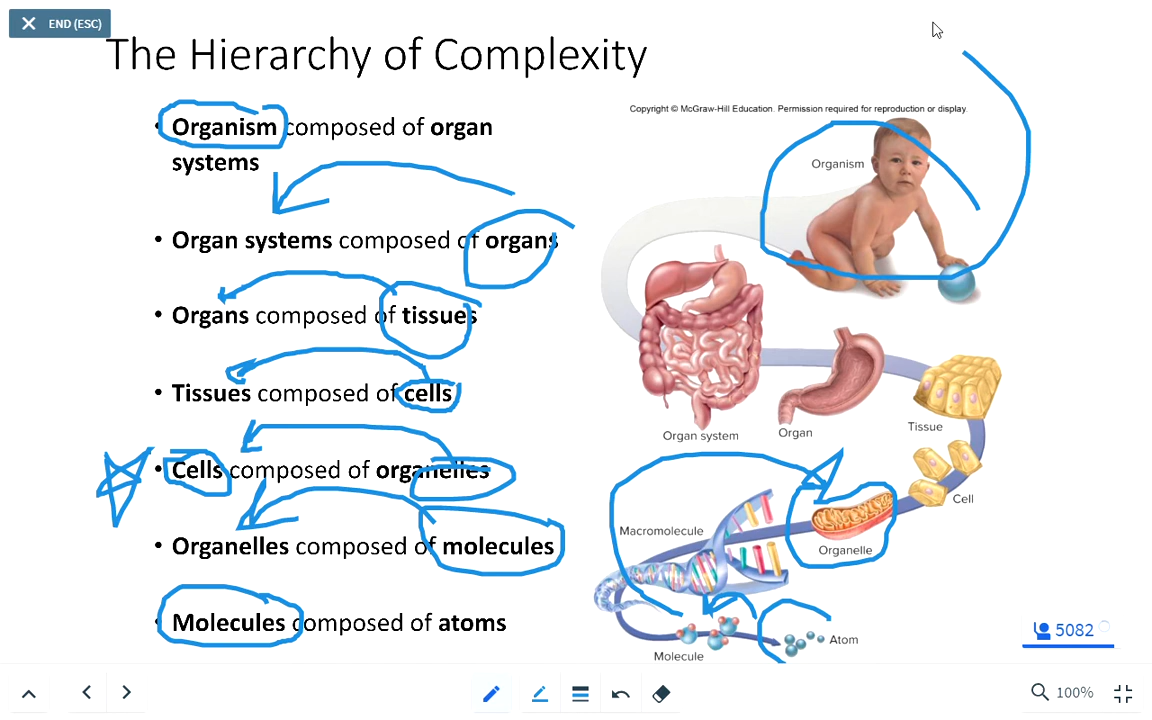 END (ESC)
The Hierarchy of Complexity
• Organism composed of organ
systems
• Organ systems composed of organs
• Organs composed of tissues
• Tissues composed of cells
• Cells composed of organelles
• Organelles composed of molecules
• Molecules composed of atoms
Copyright © McGraw-Hill Education. Permission required for reproduction or display.
Organism
Organ system
Organ
Tissue
Cell
Macromolecule
Organelle
Molecule
Atom
5082
100%